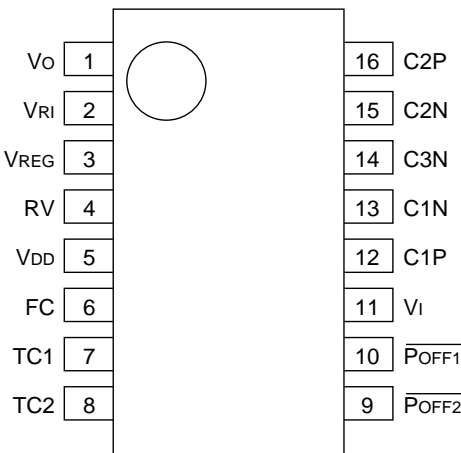 VO 1 16 C2P
VRI 2 15 C2N
VREG 3 14 C3N
RV 4 13 C1N
VDD 5 12 C1P
FC 6 11 VI
TC1 7 10 POFF1
TC2 8 9 POFF2